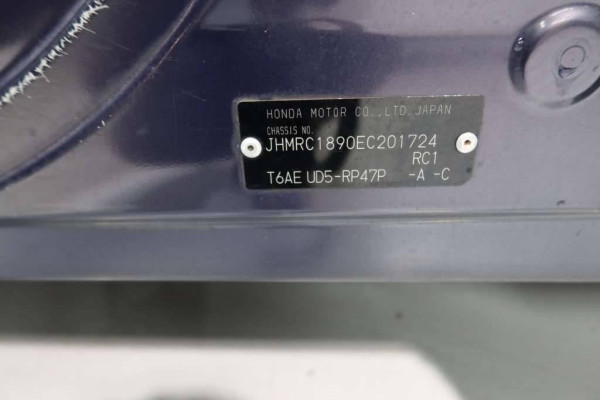 HONDA MOTOR CO.,LTD.JAPAN
CHASSIS NO.
JHMRC1890EC201724
RC1
T6AE UD5-RP47P -A -C